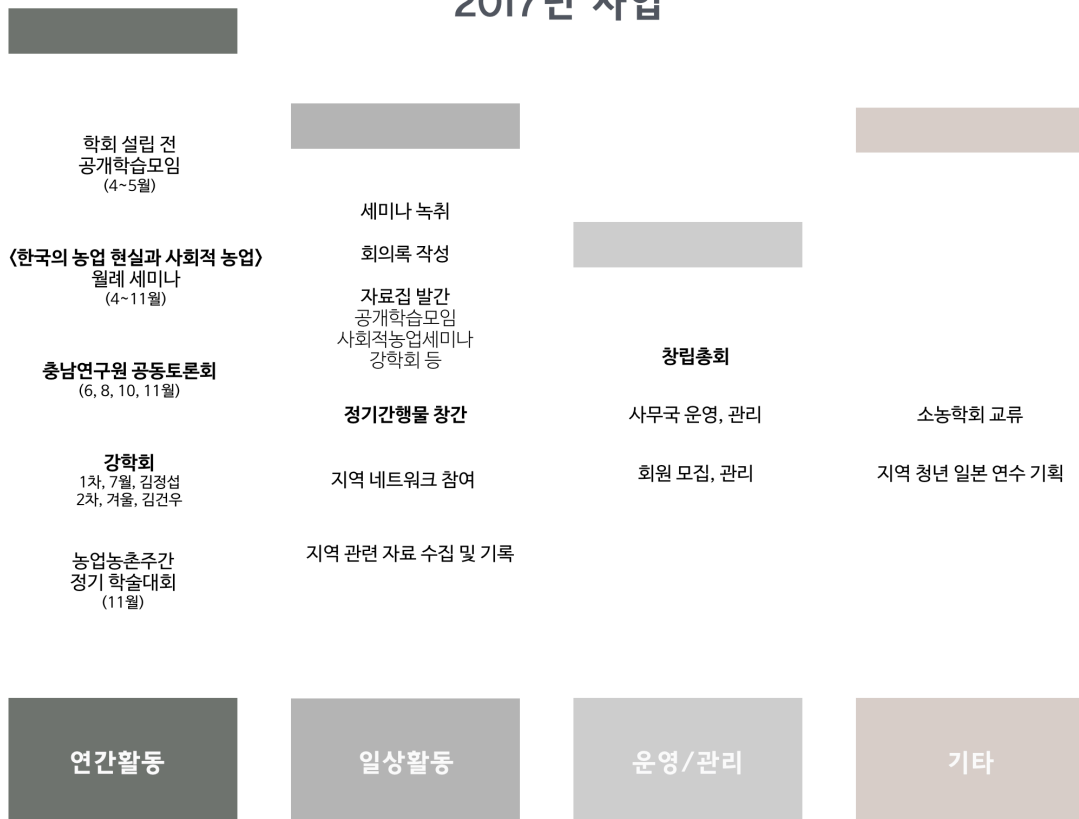 2017년 사업
학회 설립 전
공개학습모임
(4~5월)
<한국의 농업 현실과 사회적 농업>
월례 세미나
(4~11월)
충남연구원 공동토론회
(6, 8, 10, 11월)
강학회
1차, 7월, 김정섭
2차, 겨울, 김건우
농업농촌주간
정기 학술대회
(11월)
연간활동
세미나 녹취
회의록 작성
자료집 발간
공개학습모임
사회적농업세미나
강학회 등
정기간행물 창간
지역 네트워크 참여
지역 관련 자료 수집 및 기록
일상활동
창립총회
사무국 운영, 관리
회원 모집, 관리
운영/관리
소농학회 교류
지역 청년 일본 연수 기획
기타